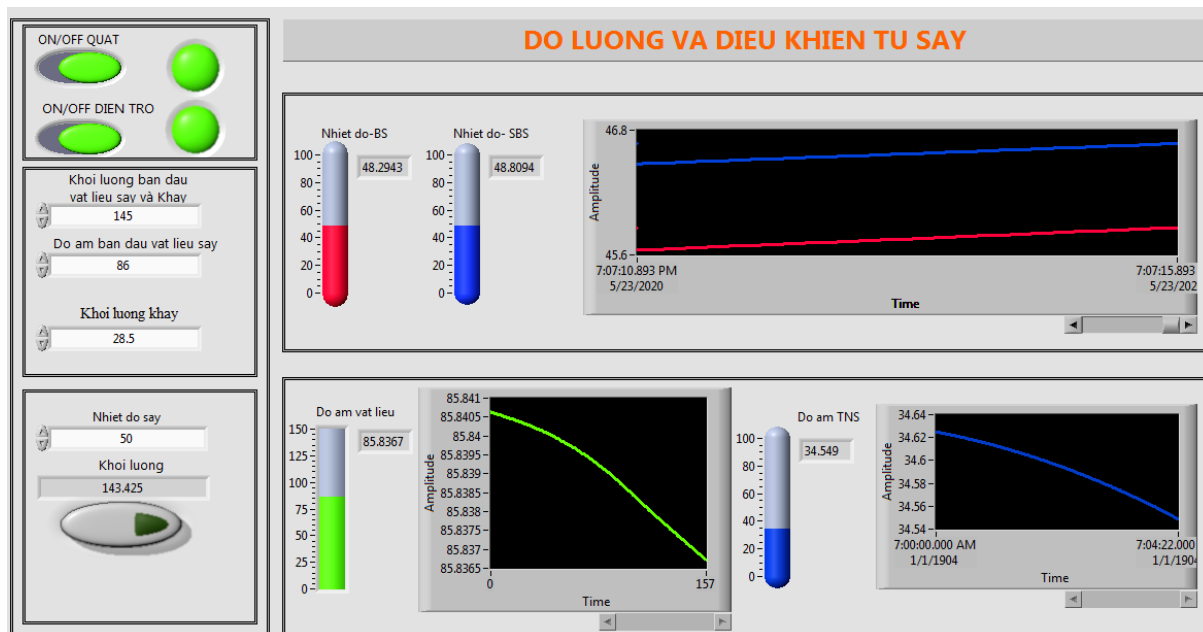 DO LUONG VA DIEU KHIEN TU SAY
ON/OFF QUAT
ON/OFF DIEN TRO
Khoi luong ban dau
vat lieu say và Khay
145
Do am ban dau vat lieu say
86
Khoi luong khay
28.5
Nhiet do say
50
Khoi luong
143.425
Nhiet do-BS
48.2943
100
80
60
40
20
0
Nhiet do- SBS
48.8094
100
80
60
40
20
0
Amplitude
46.8
45.6
7:07:10.893 PM
5/23/2020
7:07:15.893
5/23/202
Time
Do am vat lieu
85.8367
150
125
100
75
50
25
0
Amplitude
85.841
85.8405
85.84
85.8395
85.839
85.8385
85.838
85.8375
85.837
85.8365
0
157
Time
Do am TNS
34.549
100
80
60
40
20
0
Amplitude
34.64
34.62
34.6
34.58
34.56
34.54
7:00:00.000 AM
1/1/1904
7:04:22.000
1/1/1904
Time